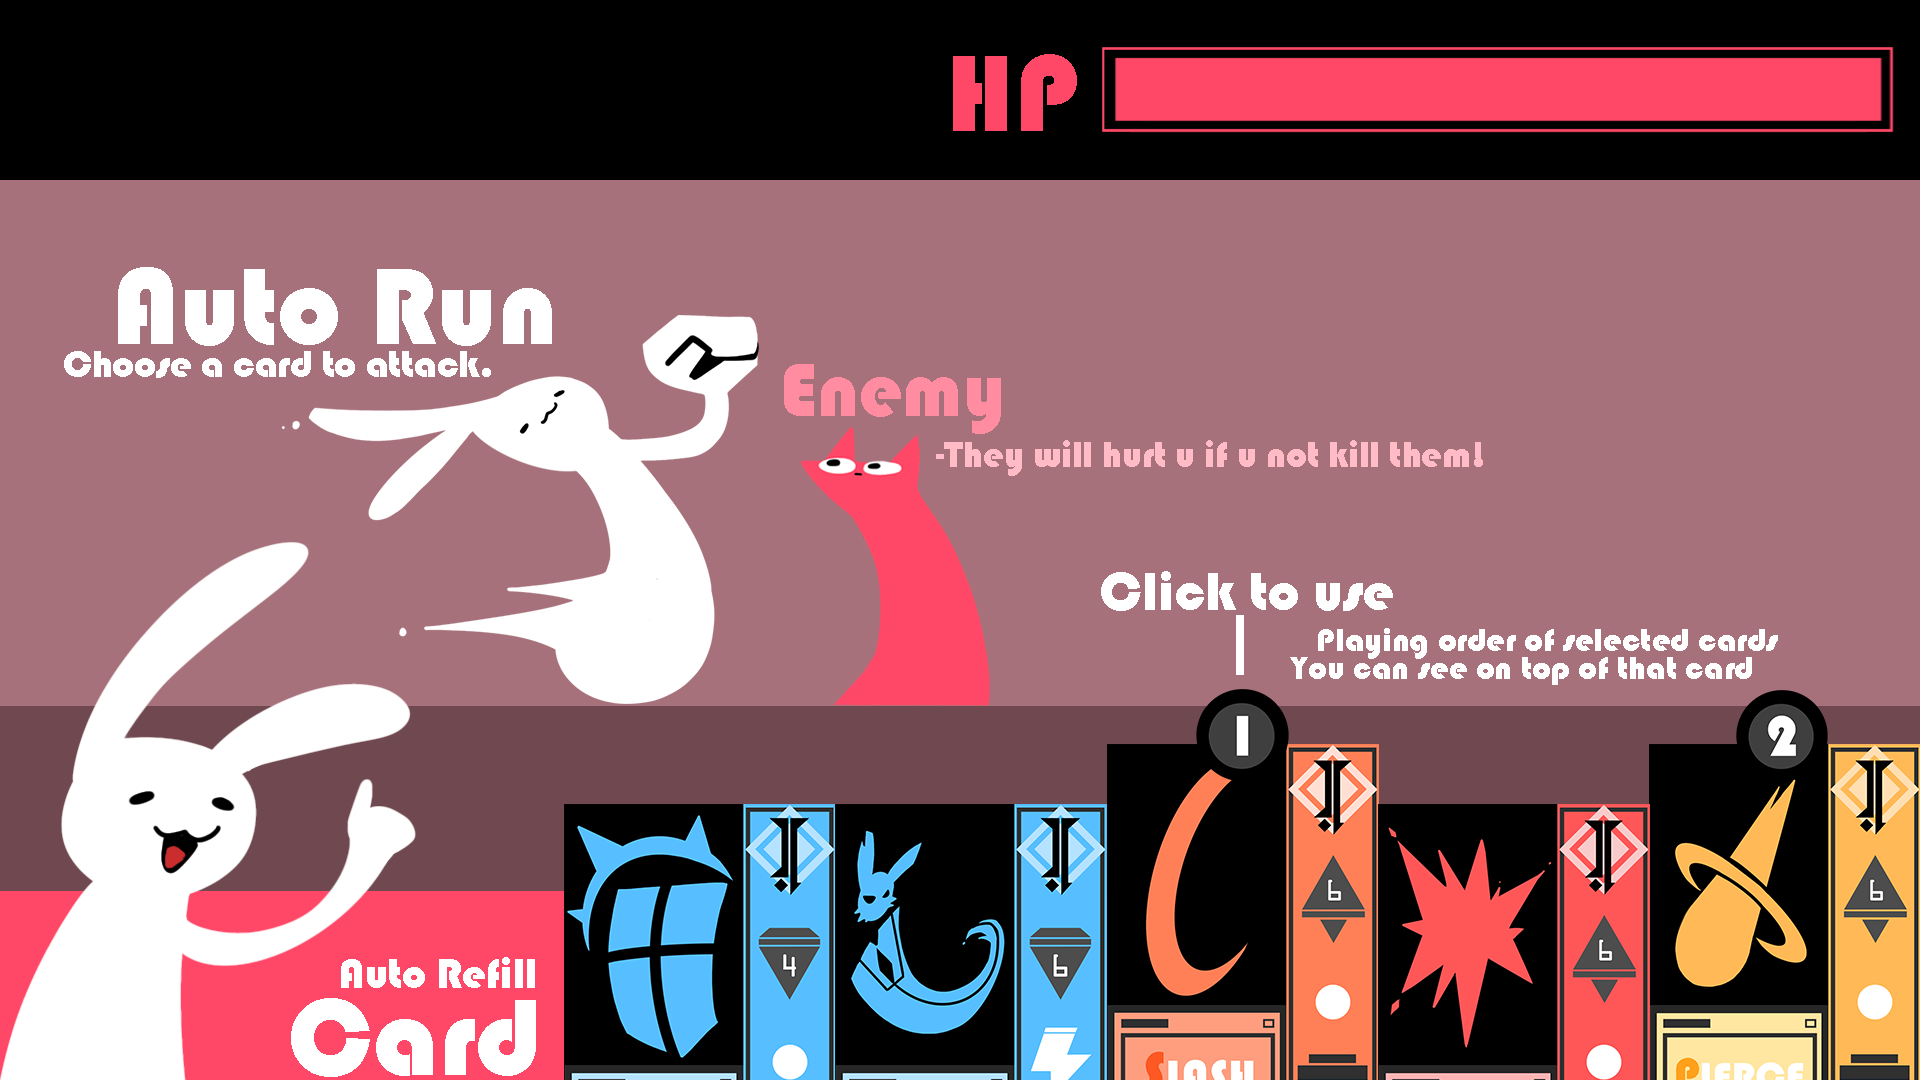 HP
Auto Run
Choose a card to attack.
Enemy
-They will hurt u if u not kill them!
Click to use
Playing order of selected cards
You can see on top of that card
1
2
6
6
4
6
6
Auto Refill
Card
SLASH
PIERCE